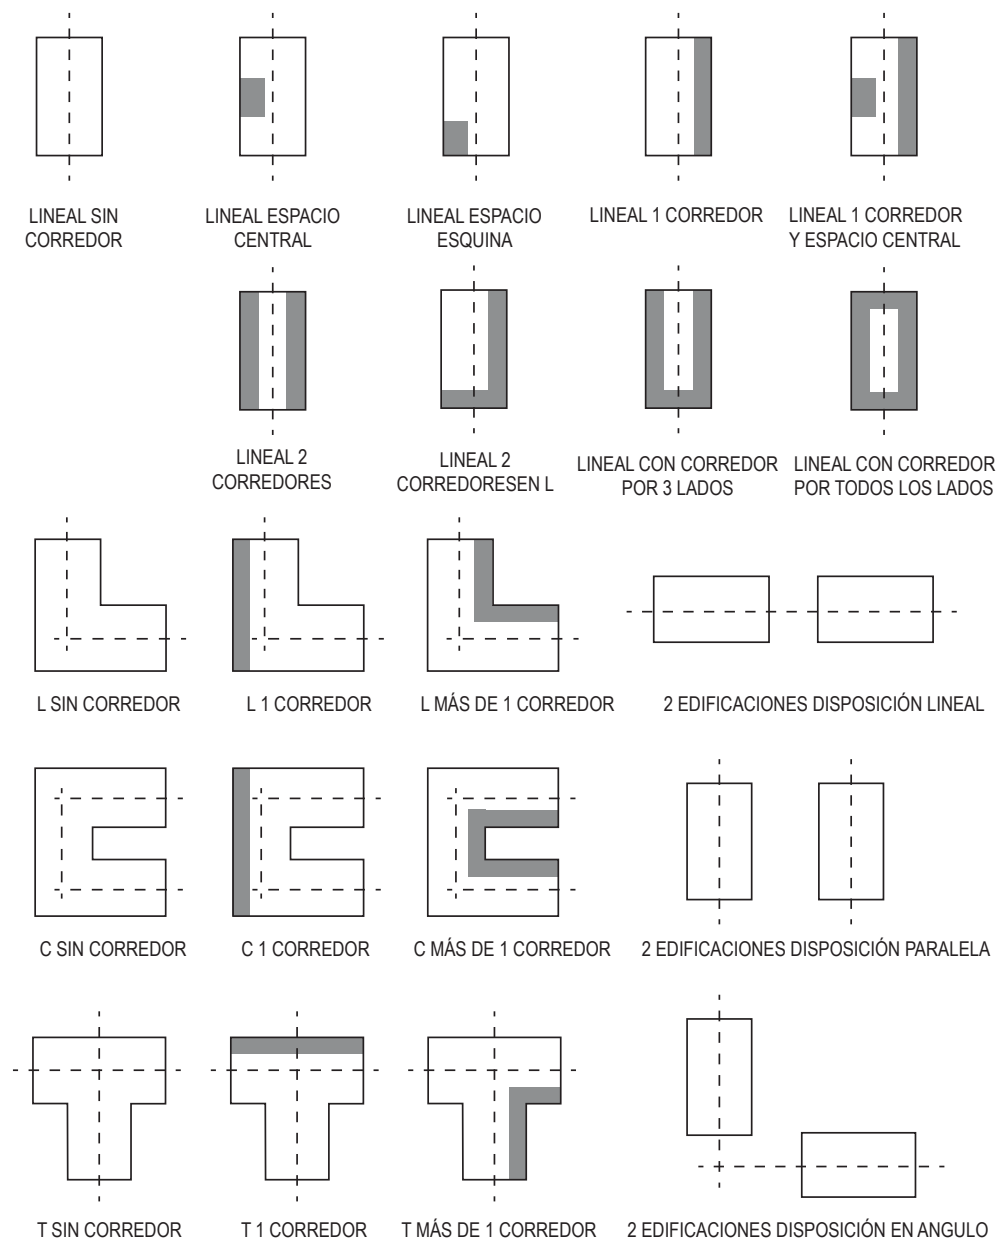 LINEAL SIN
CORREDOR
LINEAL ESPACIO
CENTRAL
LINEAL ESPACIO
ESQUINA
LINEAL 1 CORREDOR
LINEAL 1 CORREDOR
Y ESPACIO CENTRAL
LINEAL 2
CORREDORES
LINEAL 2
CORREDORESEN L
LINEAL CON CORREDOR
POR 3 LADOS
LINEAL CON CORREDOR
POR TODOS LOS LADOS
L SIN CORREDOR
L 1 CORREDOR
L MÁS DE 1 CORREDOR
2 EDIFICACIONES DISPOSICIÓN LINEAL
C SIN CORREDOR
C 1 CORREDOR
C MÁS DE 1 CORREDOR
2 EDIFICACIONES DISPOSICIÓN PARALELA
T SIN CORREDOR
T 1 CORREDOR
T MÁS DE 1 CORREDOR
2 EDIFICACIONES DISPOSICIÓN EN ANGULO